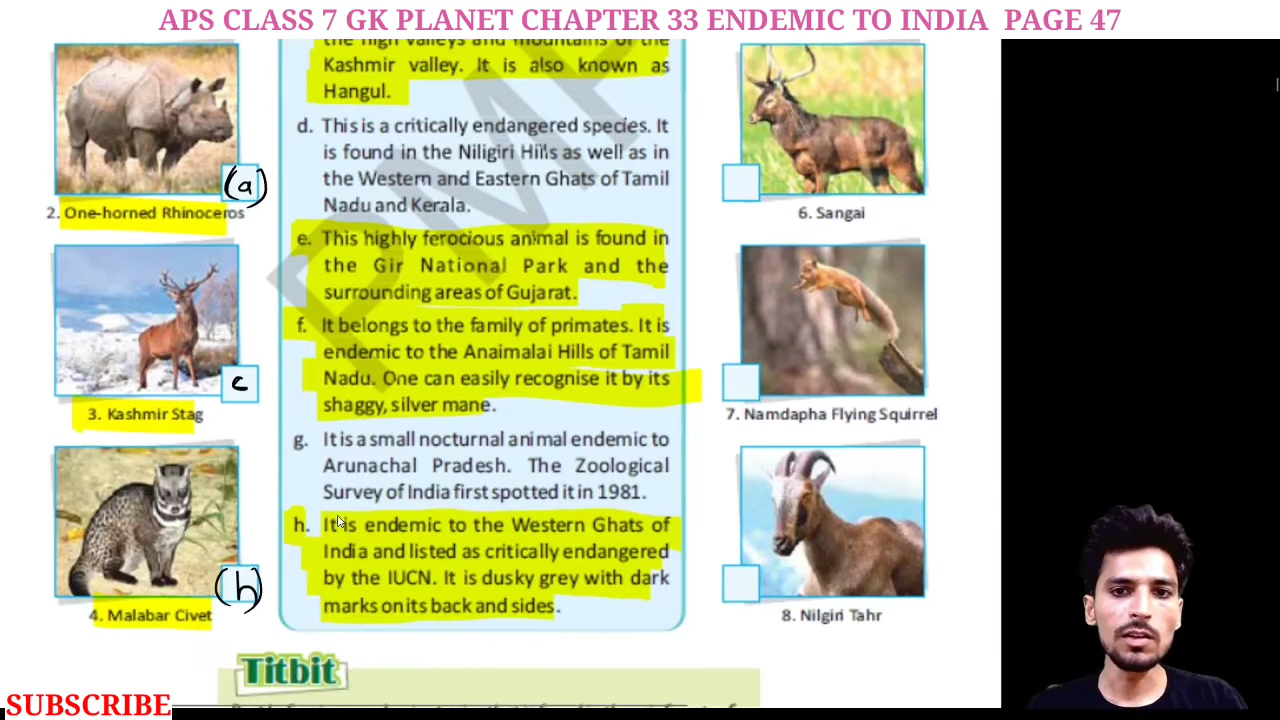 APS CLASS 7 GK PLANET CHAPTER 33 ENDEMIC TO INDIA PAGE 47
(a)
2. One-horned Rhinoceros
c
3. Kashmir Stag
(h)
4. Malabar Civet
the high valleys and mountains of the
Kashmir valley. It is also known as
Hangul.
d. This is a critically endangered species. It
is found in the Niligiri Hills as well as in
the Western and Eastern Ghats of Tamil
Nadu and Kerala.
e. This highly ferocious animal is found in
the Gir National Park and the
surrounding areas of Gujarat.
f. It belongs to the family of primates. It is
endemic to the Anaimalai Hills of Tamil
Nadu. One can easily recognise it by its
shaggy, silver mane.
g. It is a small nocturnal animal endemic to
Arunachal Pradesh. The Zoological
Survey of India first spotted it in 1981.
h. It is endemic to the Western Ghats of
India and listed as critically endangered
by the IUCN. It is dusky grey with dark
marks on its back and sides.
6. Sangai
7. Namdapha Flying Squirrel
8. Nilgiri Tahr
Titbit
SUBSCRIBE